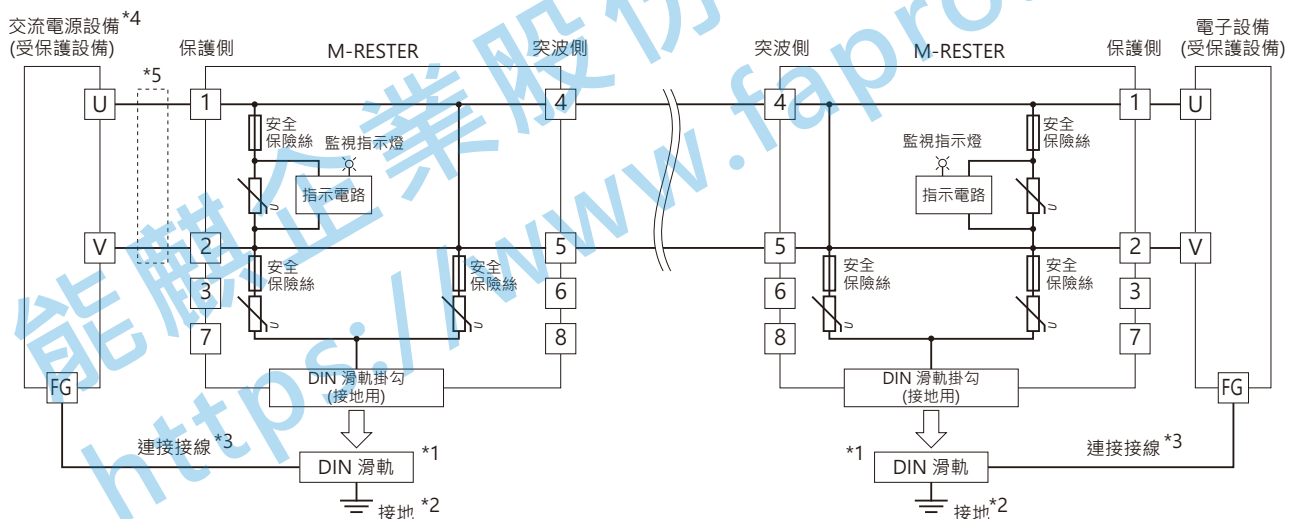 交流電源設備*4
(受保護設備)
保護側
M-RESTER
突波側
突波側
M-RESTER
保護側
電子設備
(受保護設備)
*5
U
1
4
4
1
U
安全
保險絲
監視指示燈
指示電路
監視指示燈
指示電路
安全
保險絲
V
2
5
5
2
V
3
6
6
3
安全
保險絲
安全
保險絲
安全
保險絲
安全
保險絲
7
8
8
7
FG
DIN 滑軌掛勾
(接地用)
DIN 滑軌掛勾
(接地用)
FG
連接接線*3
DIN 滑軌
*1
*1
DIN 滑軌
連接接線*3
接地*2
接地*2
能麒企業股份
https://www.fapro.